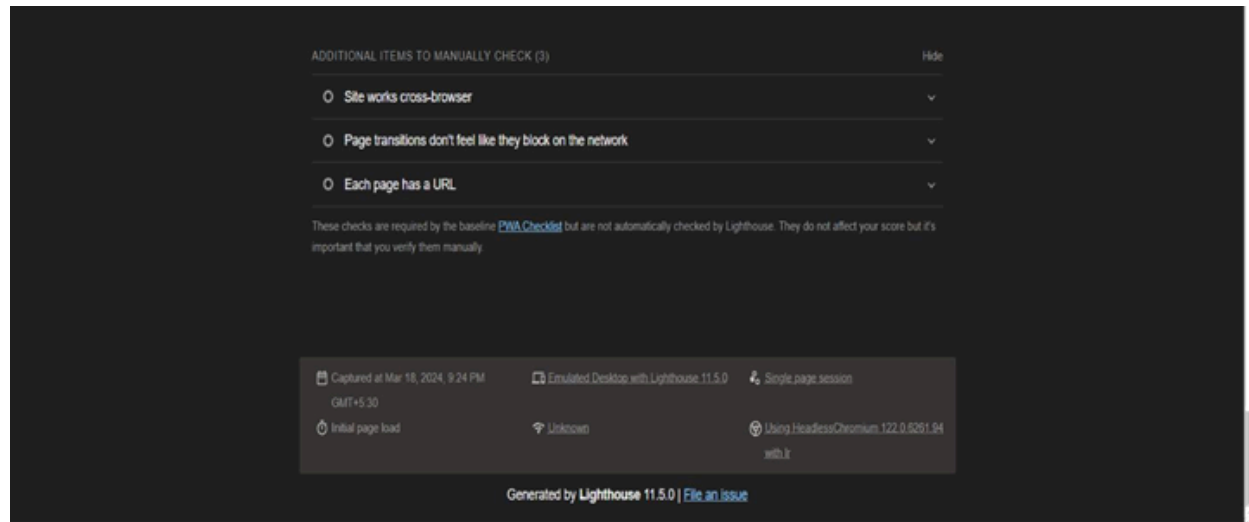 ADDITIONAL ITEMS TO MANUALLY CHECK (3) Hide
Site works cross-browser
Page transitions don't feel like they block on the network
Each page has a URL
These checks are required by the baseline PWA Checklist but are not automatically checked by Lighthouse. They do not affect your score but it's
important that you verify them manually.
Captured at Mar 18, 2024, 9:24 PM
GMT+5:30
Emulated Desktop with Lighthouse 11.5.0
Single page session
Initial page load
Unknown
Using HeadlessChromium 122.0.6261.94
with lr
Generated by Lighthouse 11.5.0 | File an issue